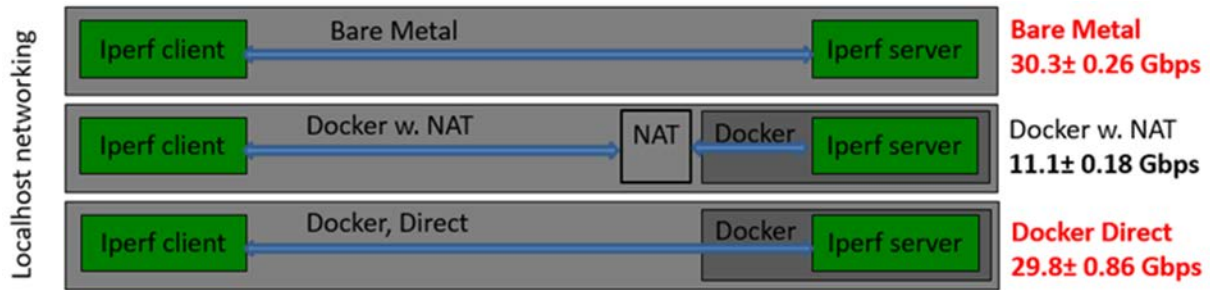 Localhost networking
Iperf client
Bare Metal
Iperf server
Bare Metal
30.3± 0.26 Gbps
Iperf client
Docker w. NAT
NAT
Docker
Iperf server
Docker w. NAT
11.1± 0.18 Gbps
Iperf client
Docker, Direct
Docker
Iperf server
Docker Direct
29.8± 0.86 Gbps